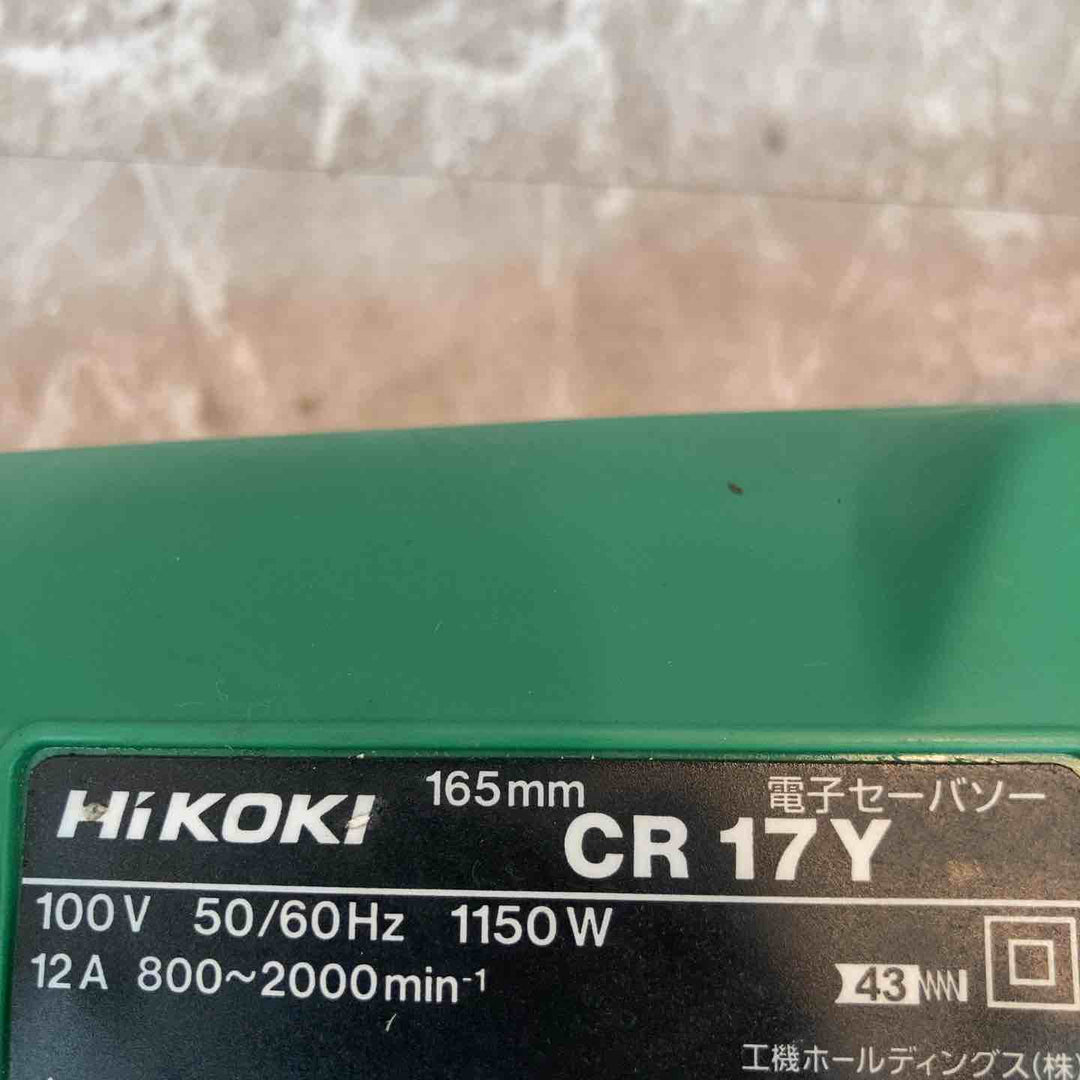 165mm 電子セーバソー
HiKOKI CR 17Y
100V 50/60Hz 1150W
12A 800~2000min-1
43
工機ホールディングス(株)